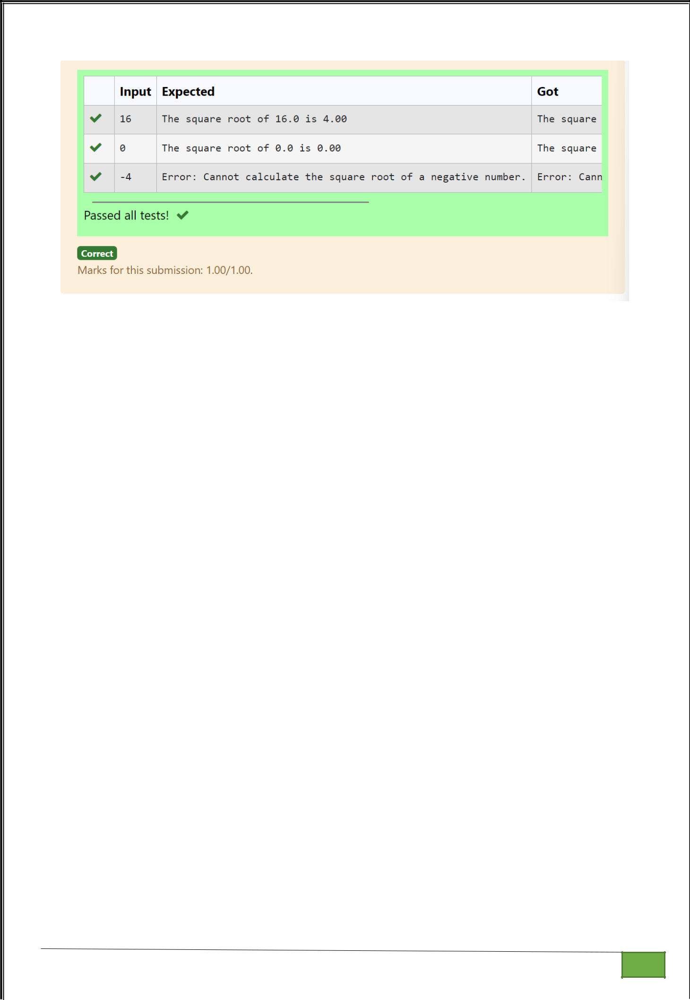 Input Expected Got
16 The square root of 16.0 is 4.00 The square
0 The square root of 0.0 is 0.00 The square
-4 Error: Cannot calculate the square root of a negative number. Error: Cann
Passed all tests!
Correct
Marks for this submission: 1.00/1.00.